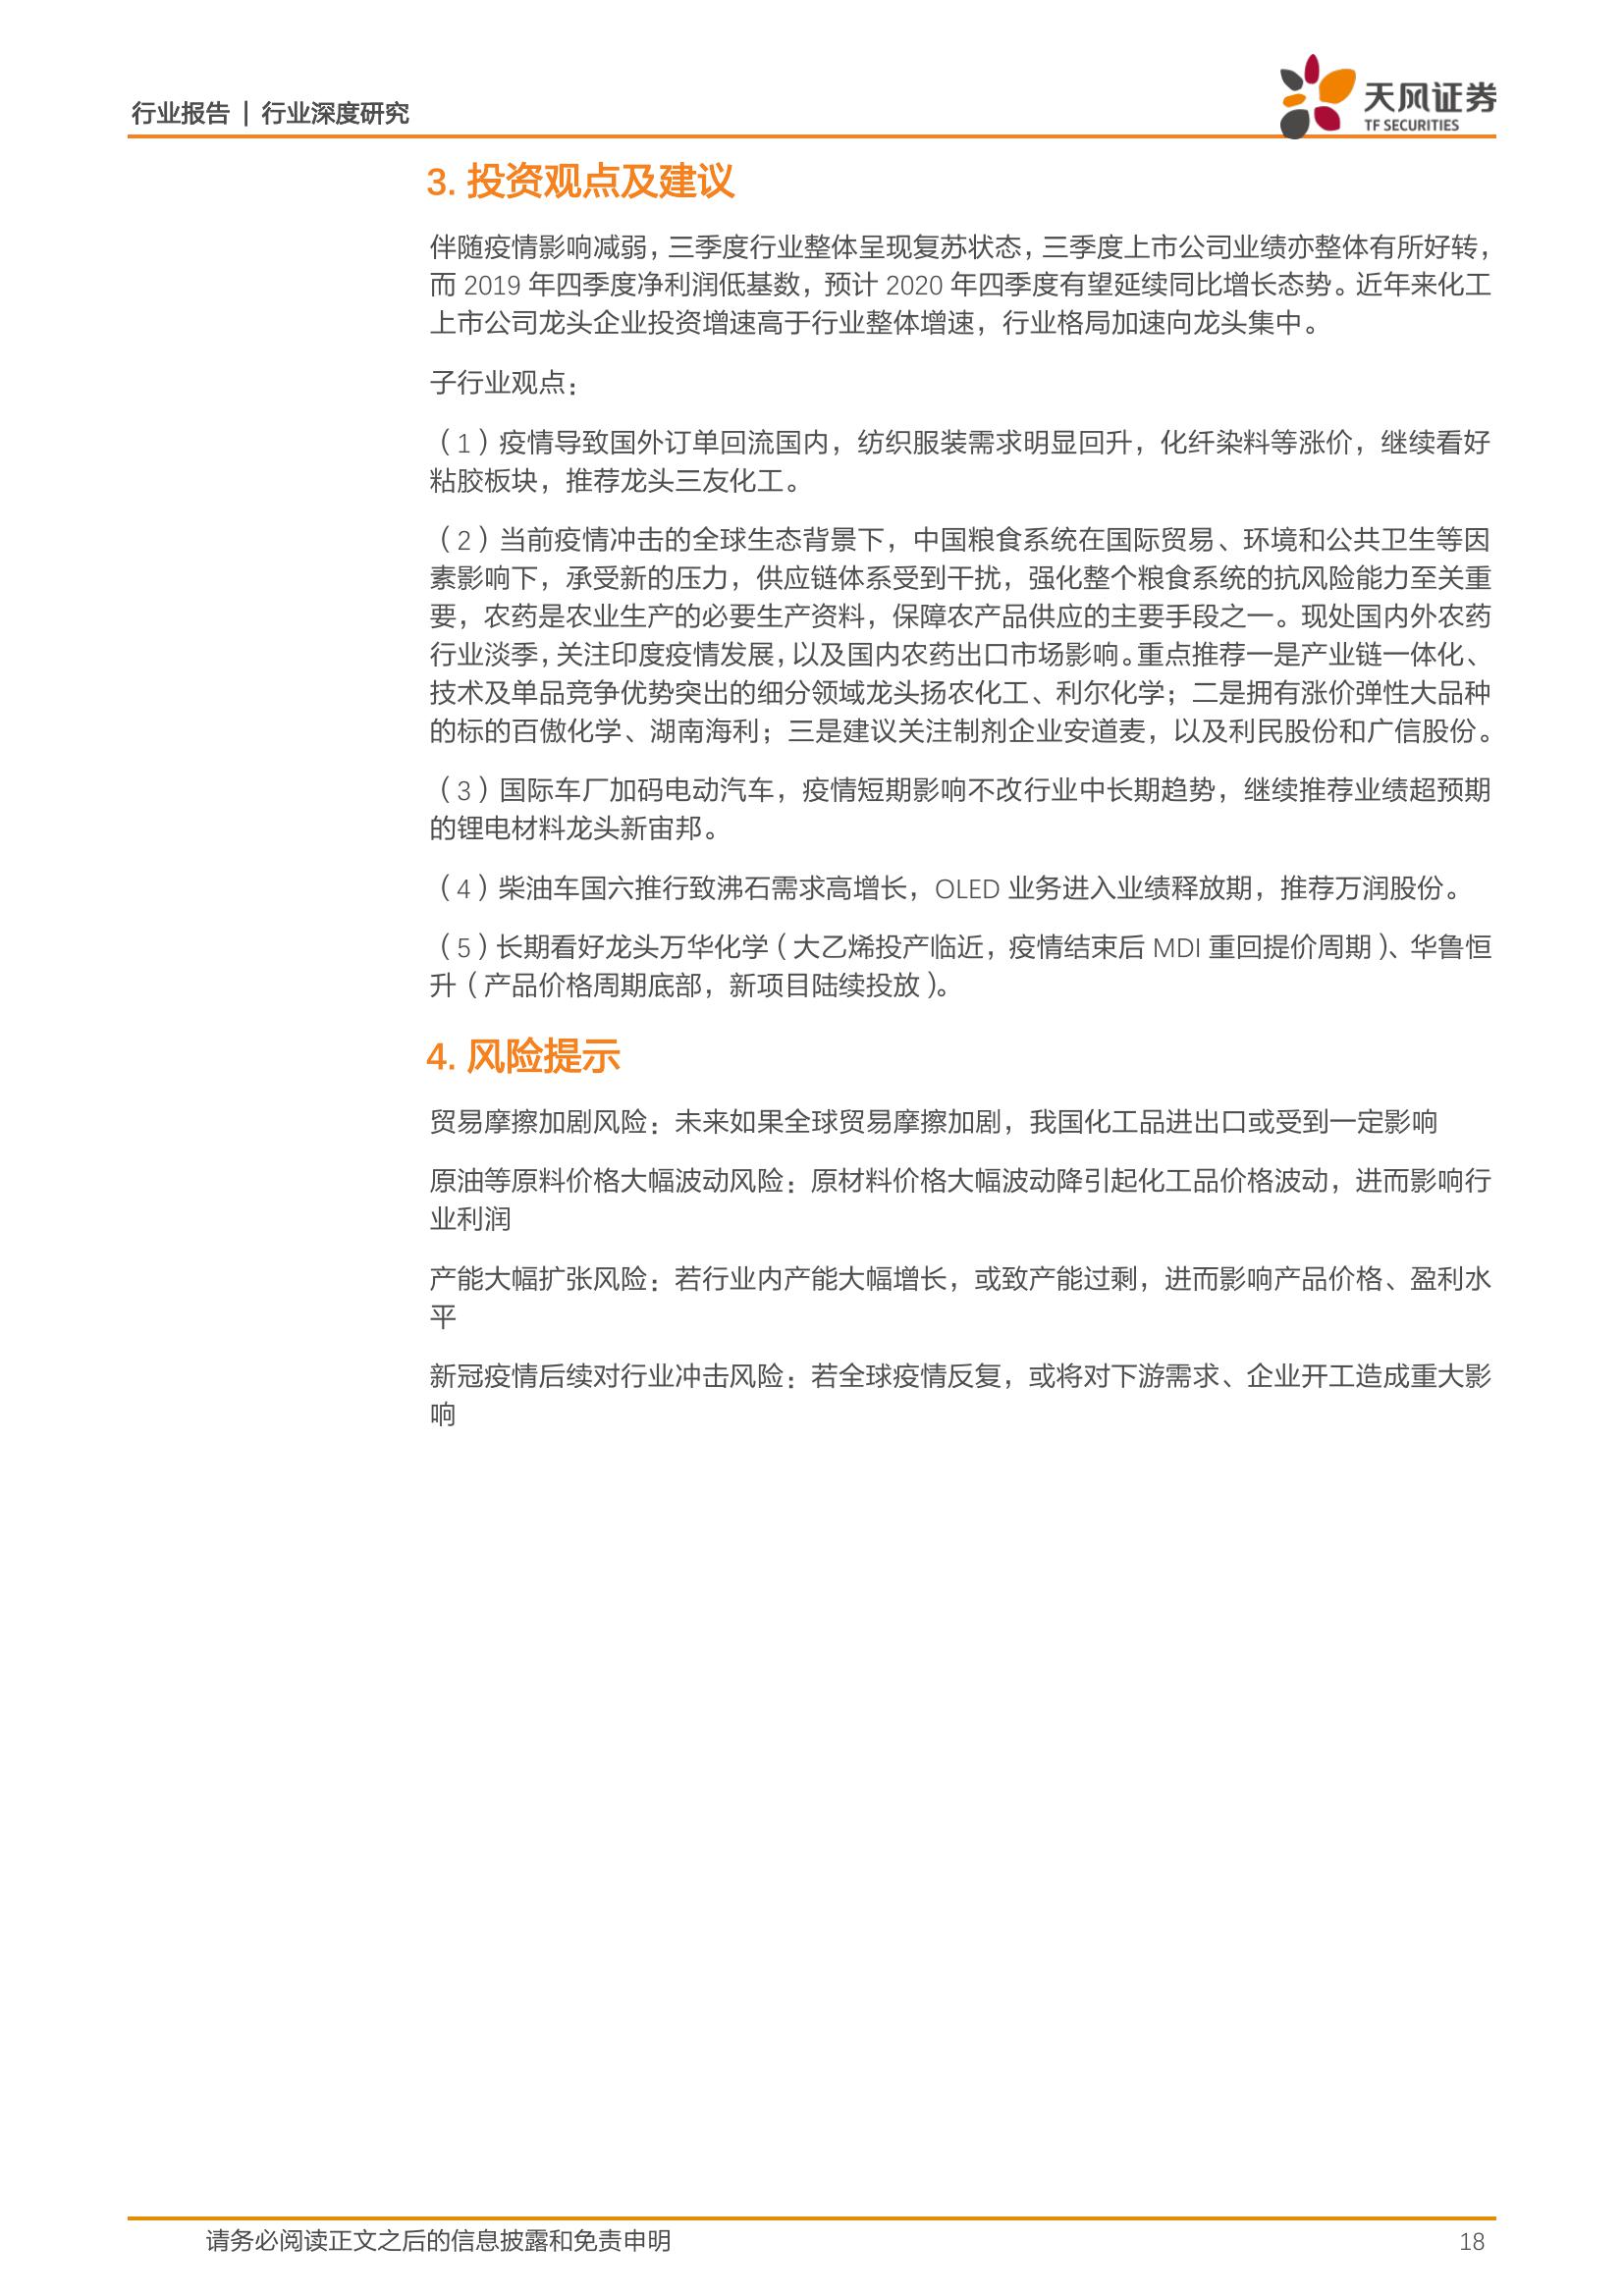 行业报告 | 行业深度研究
天风证券
TF SECURITIES
3. 投资观点及建议
伴随疫情影响减弱，三季度行业整体呈现复苏状态，三季度上市公司业绩亦整体有所好转，
而 2019 年四季度净利润低基数，预计 2020 年四季度有望延续同比增长态势。近年来化工
上市公司龙头企业投资增速高于行业整体增速，行业格局加速向龙头集中。
子行业观点：
（1）疫情导致国外订单回流国内，纺织服装需求明显回升，化纤染料等涨价，继续看好
粘胶板块，推荐龙头三友化工。
（2）当前疫情冲击的全球生态背景下，中国粮食系统在国际贸易、环境和公共卫生等因
素影响下，承受新的压力，供应链体系受到干扰，强化整个粮食系统的抗风险能力至关重
要，农药是农业生产的必要生产资料，保障农产品供应的主要手段之一。现处国内外农药
行业淡季，关注印度疫情发展，以及国内农药出口市场影响。重点推荐一是产业链一体化、
技术及单品竞争优势突出的细分领域龙头扬农化工、利尔化学；二是拥有涨价弹性大品种
的标的百傲化学、湖南海利；三是建议关注制剂企业安道麦，以及利民股份和广信股份。
（3）国际车厂加码电动汽车，疫情短期影响不改行业中长期趋势，继续推荐业绩超预期
的锂电材料龙头新宙邦。
（4）柴油车国六推行致沸石需求高增长，OLED 业务进入业绩释放期，推荐万润股份。
（5）长期看好龙头万华化学（大乙烯投产临近，疫情结束后 MDI 重回提价周期）、华鲁恒
升（产品价格周期底部，新项目陆续投放）。
4. 风险提示
贸易摩擦加剧风险：未来如果全球贸易摩擦加剧，我国化工品进出口或受到一定影响
原油等原料价格大幅波动风险：原材料价格大幅波动降引起化工品价格波动，进而影响行
业利润
产能大幅扩张风险：若行业内产能大幅增长，或致产能过剩，进而影响产品价格、盈利水
平
新冠疫情后续对行业冲击风险：若全球疫情反复，或将对下游需求、企业开工造成重大影
响
请务必阅读正文之后的信息披露和免责申明
18